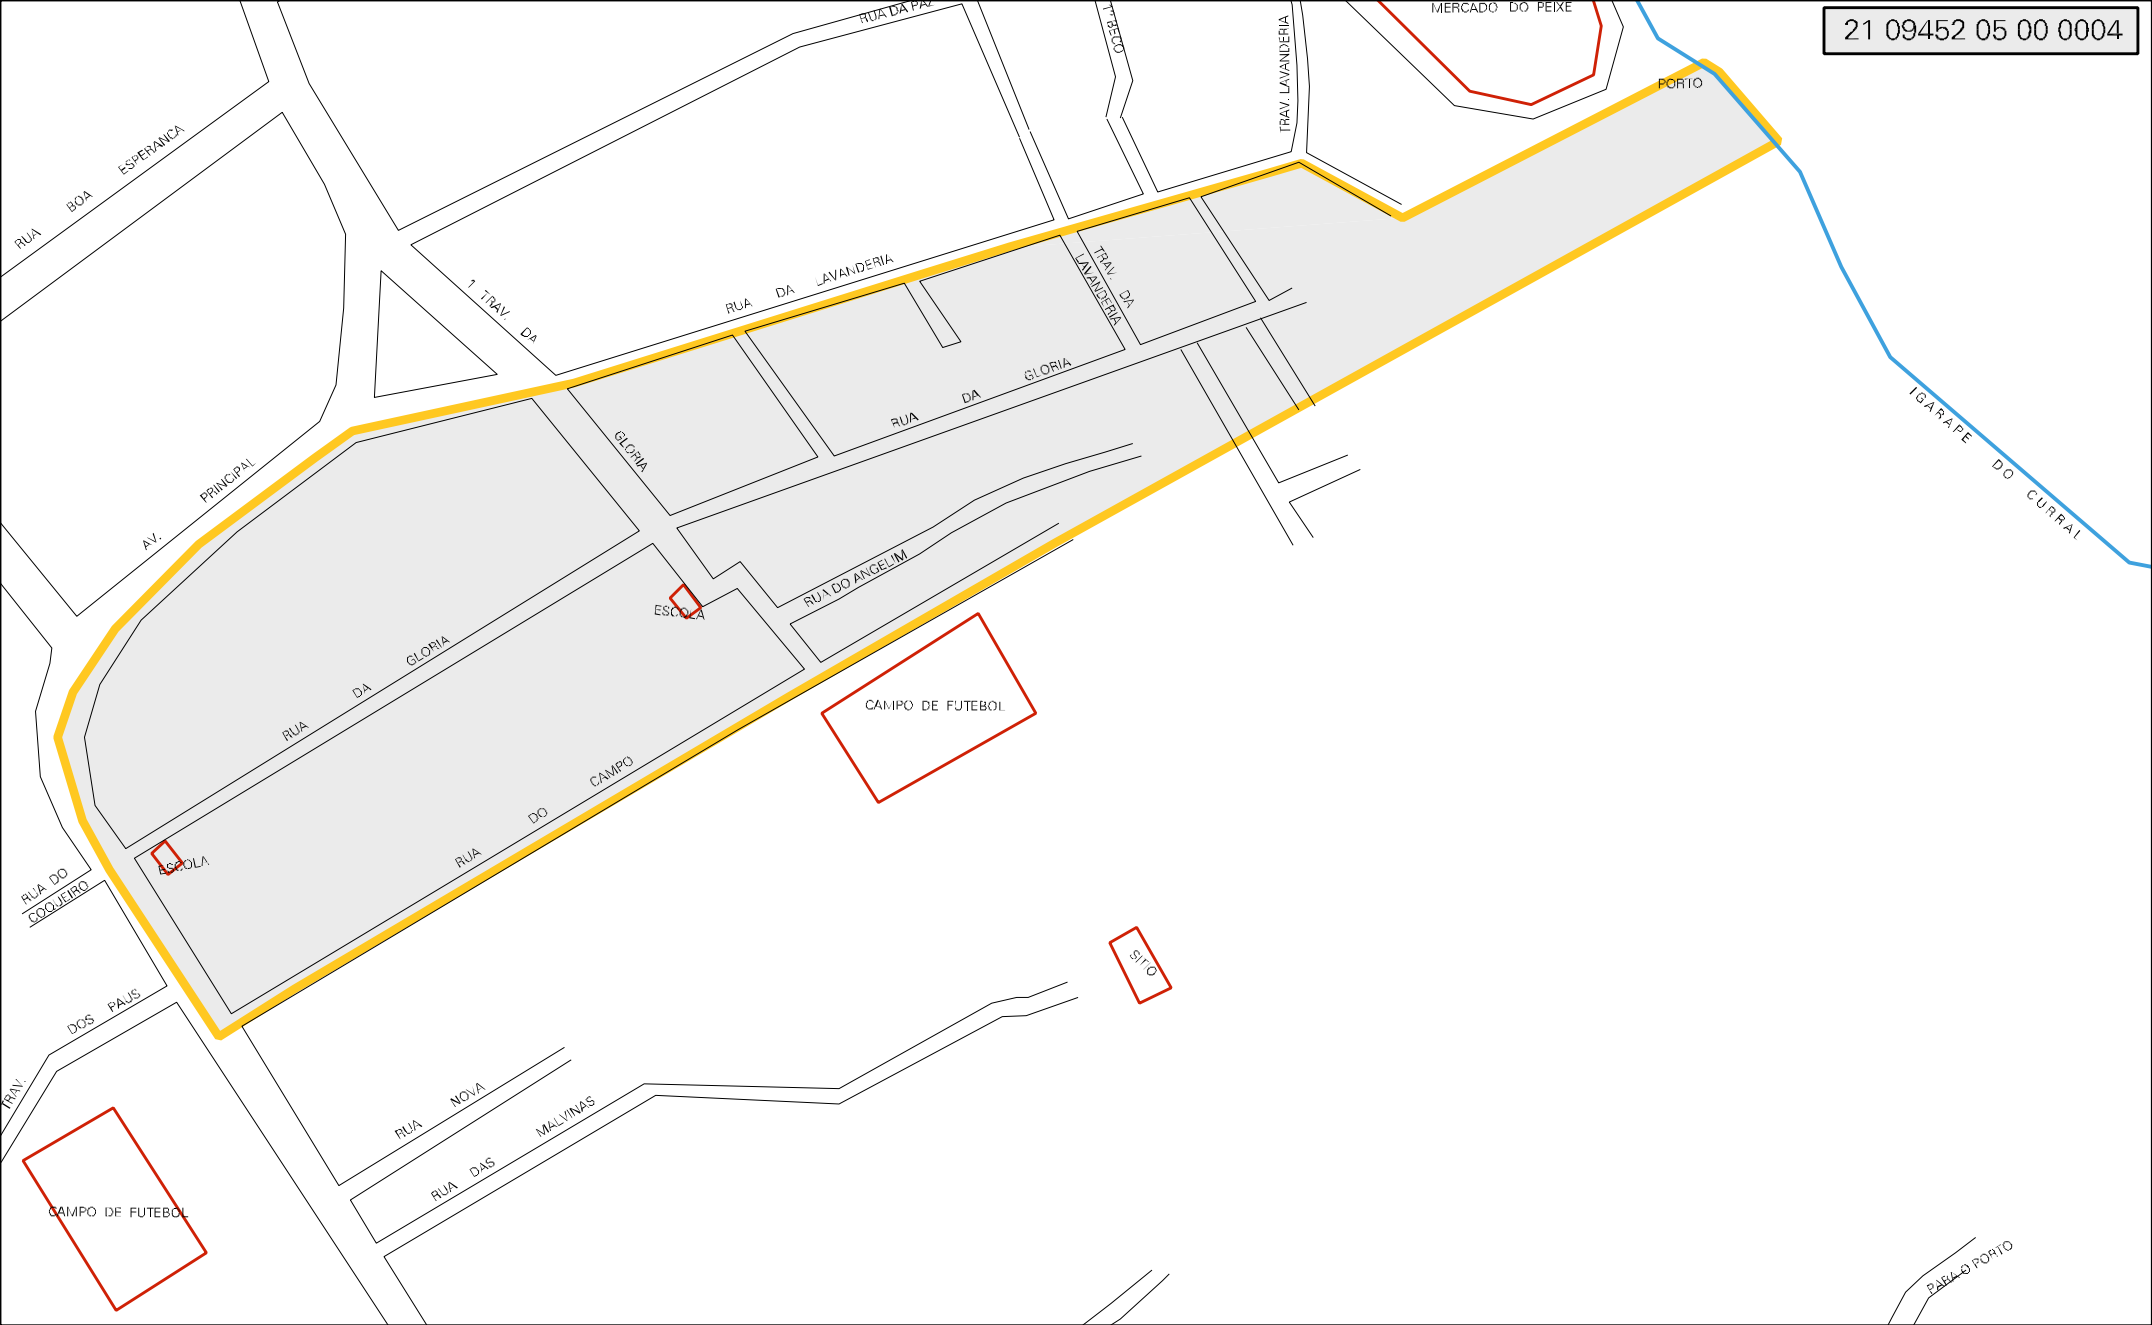 RUA DA PAZ
1º BECO
TRAV. LAVANDERIA
MERCADO DO PEIXE
21 09452 05 00 0004
PORTO
RUA BOA ESPERANCA
1 TRAV. DA
GLORIA
RUA DA LAVANDERIA
TRAV. DA
LAVANDERIA
RUA DA GLORIA
IGARAPE DO CURRAL
AV. PRINCIPAL
RUA DO ANGELIM
ESCOLA
RUA DA GLORIA
CAMPO DE FUTEBOL
RUA DO CAMPO
ESCOLA
RUA DO
COQUEIRO
SITIO
TRAV. DOS PAUS
RUA NOVA
RUA DAS MALVINAS
CAMPO DE FUTEBOL
PARA O PORTO